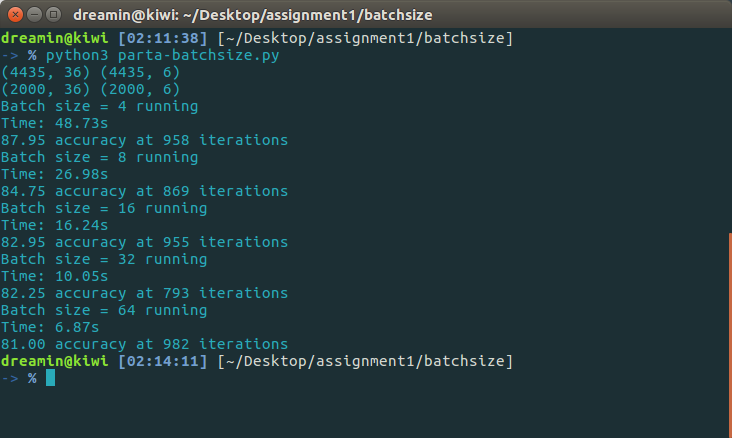 dreamin@kiwi: ~/Desktop/assignment1/batchsize
dreamin@kiwi [02:11:38] [~/Desktop/assignment1/batchsize]
-> % python3 parta-batchsize.py
(4435, 36) (4435, 6)
(2000, 36) (2000, 6)
Batch size = 4 running
Time: 48.73s
87.95 accuracy at 958 iterations
Batch size = 8 running
Time: 26.98s
84.75 accuracy at 869 iterations
Batch size = 16 running
Time: 16.24s
82.95 accuracy at 955 iterations
Batch size = 32 running
Time: 10.05s
82.25 accuracy at 793 iterations
Batch size = 64 running
Time: 6.87s
81.00 accuracy at 982 iterations
dreamin@kiwi [02:14:11] [~/Desktop/assignment1/batchsize]
-> %